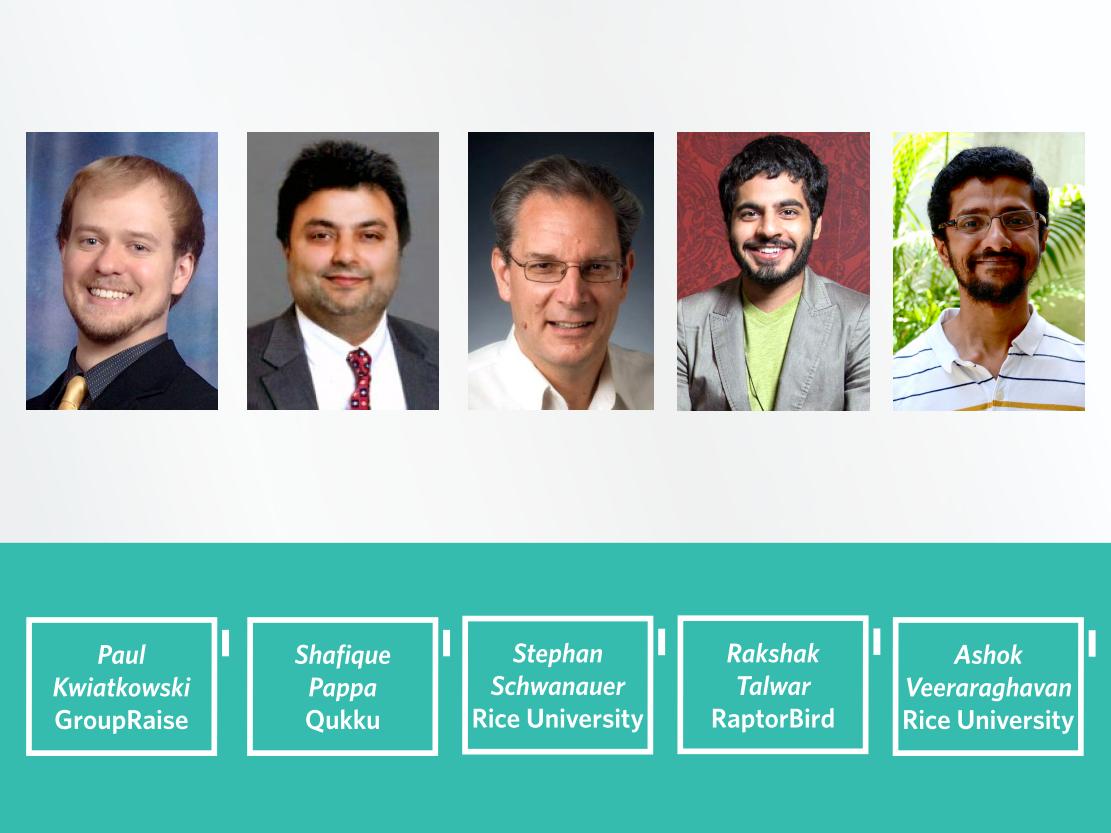 Paul
Kwiatkowski
GroupRaise
Shafique
Pappa
Qukku
Stephan
Schwanauer
Rice University
Rakshak
Talwar
RaptorBird
Ashok
Veeraraghavan
Rice University